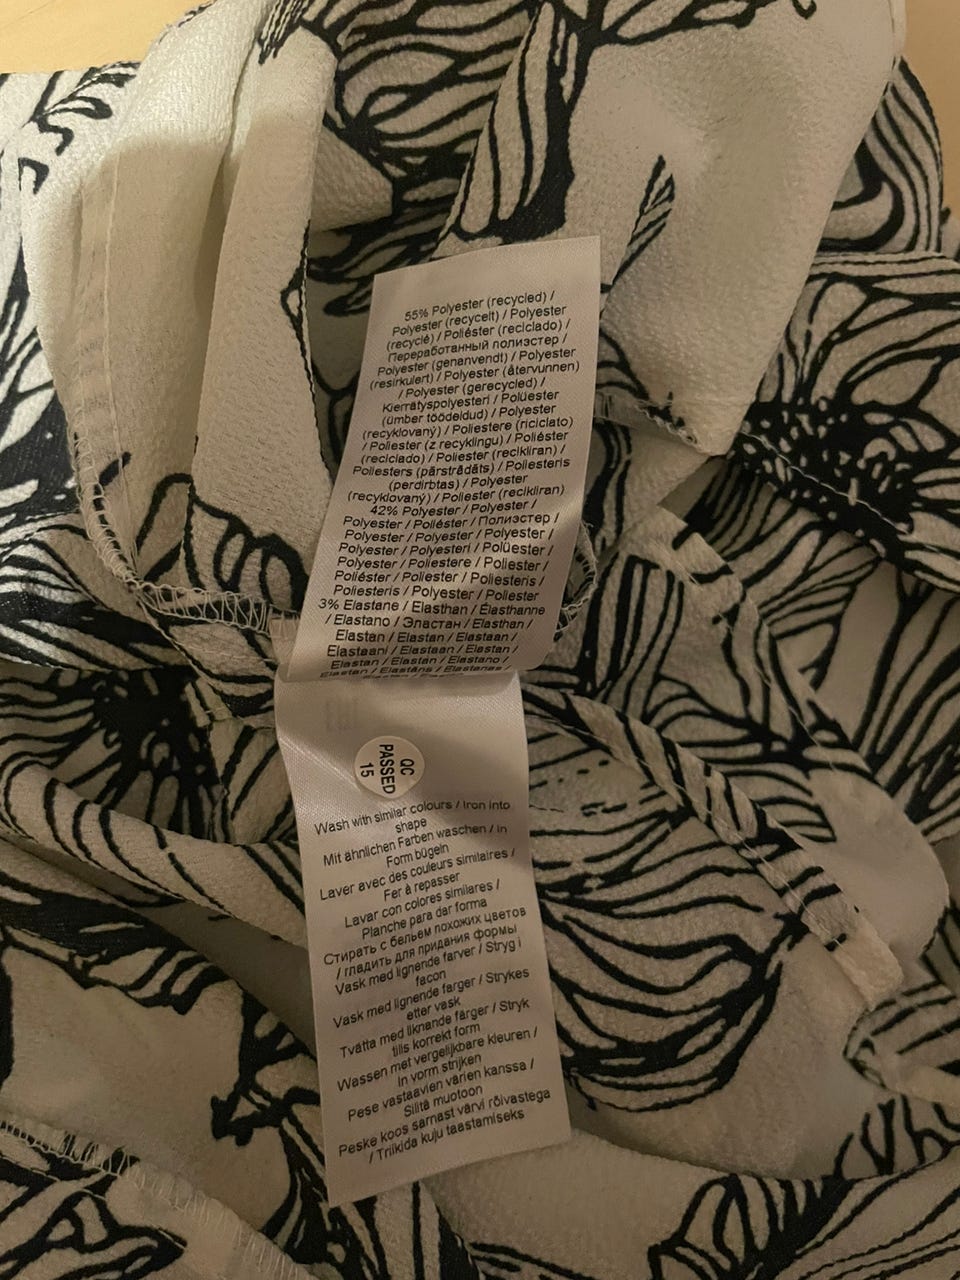 55% Polyester (recycled) /
Polyester (recycelt) / Polyester
(recyclé) / Poliéster (reciclado) /
Переработанный полиэстер /
Polyester (genanvendt) / Polyester
(resirkulert) / Polyester (återvunnen)
/ Polyester (gerecycled) /
Kierrätyspolyesteri / Polüester
(ümber töödeldud) / Polyester
(recyklovaný) / Poliestere (riciclato)
/ Poliester (z recyklingu) / Poliéster
(reciclado) / Poliester (recikliran) /
Poliesters (pārstrādāts) / Poliesteris
(perdirbtas) / Polyester
(recyklovaný) / Poliester (recikliran)
42% Polyester / Polyester /
Polyester / Poliéster / Полиэстер /
Polyester / Polyester / Polyester /
Polyester / Polyesteri / Polüester /
Polyester / Poliestere / Poliester /
Poliéster / Poliester / Poliesteris /
Poliesteris / Polyester / Poliester
3% Elastane / Elasthan / Élasthanne
/ Elastano / Эластан / Elasthan /
Elastan / Elastan / Elastaan /
Elastaani / Elastaan / Elastan /
Elastan / Elastan / Elastano /
Elastan / Elastāns / Elastanas /
Elastan / Elastan
QC
PASSED
15
Wash with similar colours / Iron into
shape
Mit ähnlichen Farben waschen / In
Form bügeln
Laver avec des couleurs similaires /
Fer à repasser
Lavar con colores similares /
Planche para dar forma
Стирать с бельем похожих цветов
/ гладить для придания формы
Vask med lignende farver / Stryg i
facon
Vask med lignende farger / Strykes
etter vask
Tvätta med liknande färger / Stryk
tills korrekt form
Wassen met vergelijkbare kleuren /
In vorm strijken
Pese vastaavien värien kanssa /
Silitä muotoon
Peske koos sarnast värvi rõivastega
/ Triikida kuju taastamiseks